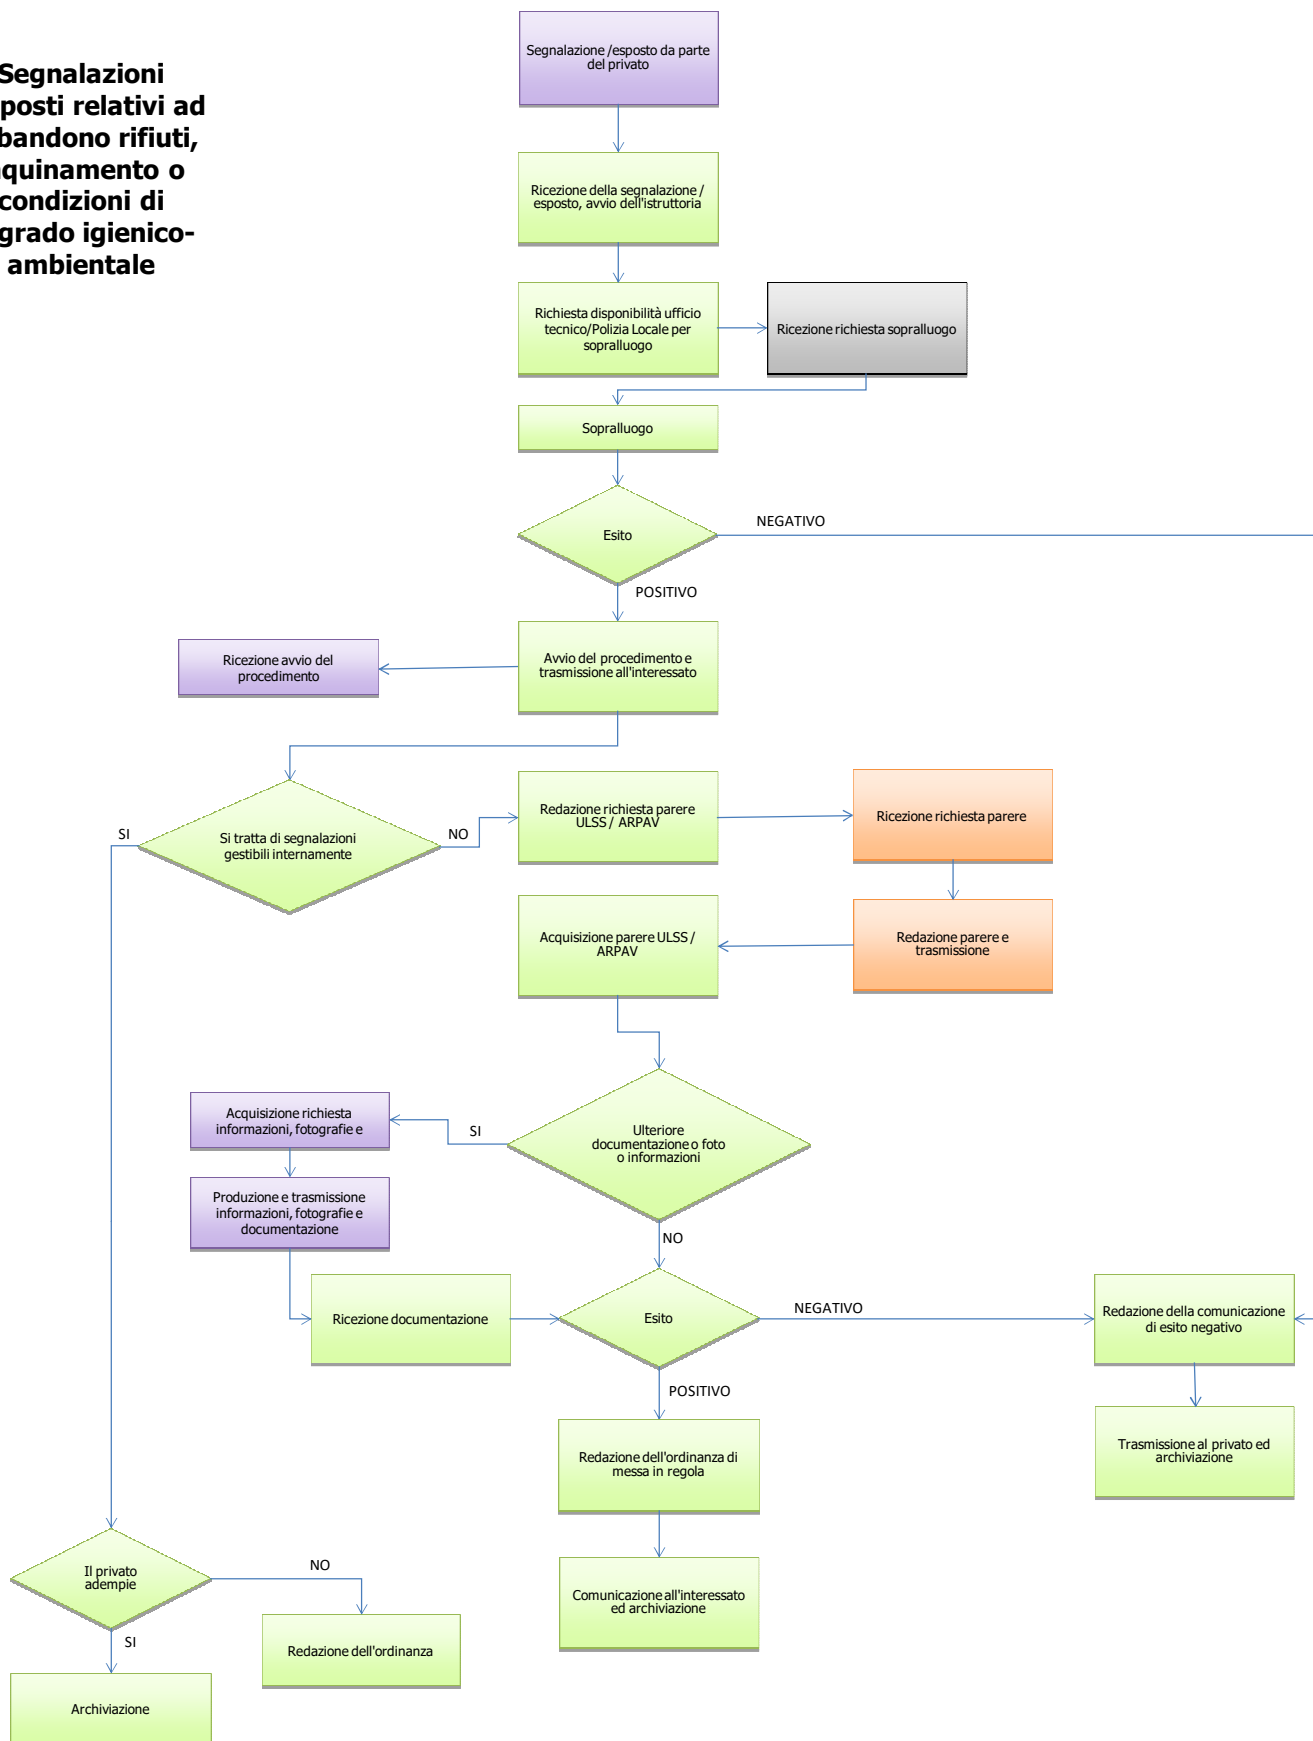 Segnalazioni
posti relativi ad
bandono rifiuti,
quinamento o
condizioni di
grado igienico-
ambientale
Segnalazione /esposto da parte
del privato
Ricezione della segnalazione /
esposto, avvio dell'istruttoria
Richiesta disponibilità ufficio
tecnico/Polizia Locale per
sopralluogo
Ricezione richiesta sopralluogo
Sopralluogo
Esito
NEGATIVO
POSITIVO
Avvio del procedimento e
trasmissione all'interessato
Ricezione avvio del
procedimento
Si tratta di segnalazioni
gestibili internamente
SI
NO
Redazione richiesta parere
ULSS / ARPAV
Ricezione richiesta parere
Acquisizione parere ULSS /
ARPAV
Redazione parere e
trasmissione
Ulteriore
documentazione o foto
o informazioni
SI
NO
Acquisizione richiesta
informazioni, fotografie e
Produzione e trasmissione
informazioni, fotografie e
documentazione
Ricezione documentazione
Esito
NEGATIVO
POSITIVO
Redazione della comunicazione
di esito negativo
Trasmissione al privato ed
archiviazione
Redazione dell'ordinanza di
messa in regola
Comunicazione all'interessato
ed archiviazione
Il privato
adempie
NO
SI
Redazione dell'ordinanza
Archiviazione